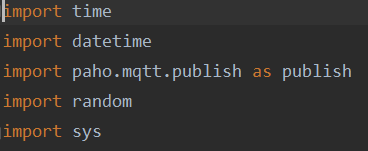 import time
import datetime
import paho.mqtt.publish as publish
import random
import sys